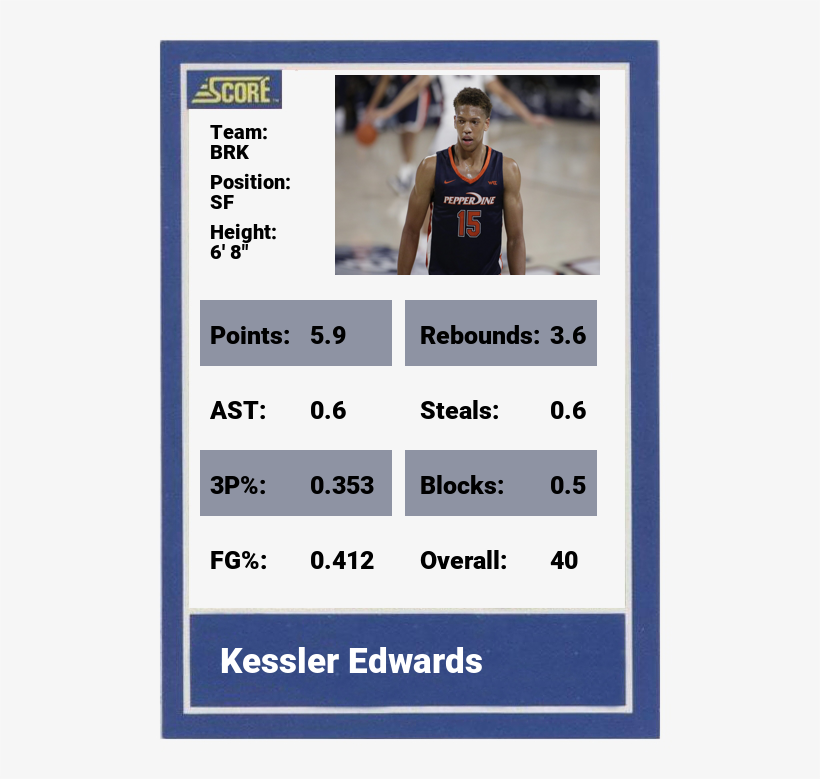 SCORE
Team:
BRK
Position:
SF
Height:
6' 8"
PEPPERDINE
15
Points: 5.9 Rebounds: 3.6
AST: 0.6 Steals: 0.6
3P%: 0.353 Blocks: 0.5
FG%: 0.412 Overall: 40
Kessler Edwards